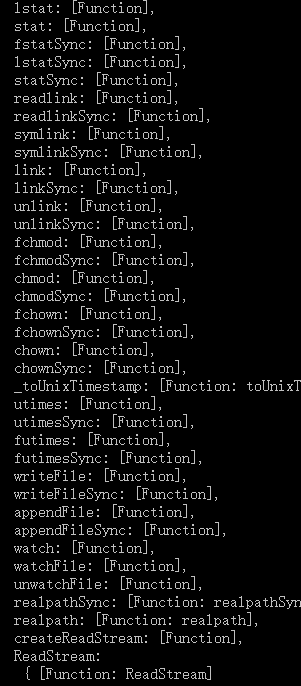 lstat: [Function],
stat: [Function],
fstatSync: [Function],
lstatSync: [Function],
statSync: [Function],
readlink: [Function],
readlinkSync: [Function],
symlink: [Function],
symlinkSync: [Function],
link: [Function],
linkSync: [Function],
unlink: [Function],
unlinkSync: [Function],
fchmod: [Function],
fchmodSync: [Function],
chmod: [Function],
chmodSync: [Function],
fchown: [Function],
fchownSync: [Function],
chown: [Function],
chownSync: [Function],
_toUnixTimestamp: [Function: toUnixT
utimes: [Function],
utimesSync: [Function],
futimes: [Function],
futimesSync: [Function],
writeFile: [Function],
writeFileSync: [Function],
appendFile: [Function],
appendFileSync: [Function],
watch: [Function],
watchFile: [Function],
unwatchFile: [Function],
realpathSync: [Function: realpathSyn
realpath: [Function: realpath],
createReadStream: [Function],
ReadStream:
{ [Function: ReadStream]